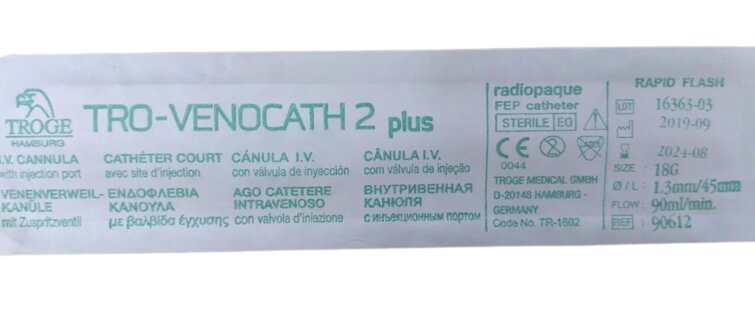 TROGE
HAMBURG
TRO-VENOCATH 2 plus
I.V. CANNULA
with injection port
CATHÉTER COURT
avec site d'injection
CÁNULA I.V.
con válvula de inyacción
CÂNULA I.V.
com válvula de injeção
VENENVERWEIL-
KANÜLE
mit Zuspritzventil
ΕΝΔΟΦΛΕΒΙΑ
ΚΑΝΟΥΛΑ
με βαλβίδα έγχυσης
AGO CATETERE
INTRAVENOSO
con valvola d'iniezione
ВНУТРИВЕННАЯ
КАНЮЛЯ
с инъекционным портом
radiopaque
FEP catheter
STERILE EO
CE
0044
TROGE MEDICAL GMBH
D-20148 HAMBURG -
GERMANY
Code No. TR-1602
RAPID FLASH
LOT 16363-03
2019-09
2024-08
SIZE : 18G
Ø / L : 1.3mm/45mm
FLOW : 90ml/min.
REF : 90612